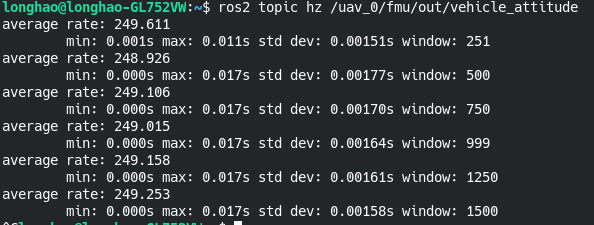 longhao@longhao-GL752VW:~$ ros2 topic hz /uav_0/fmu/out/vehicle_attitude
average rate: 249.611
min: 0.001s max: 0.011s std dev: 0.00151s window: 251
average rate: 248.926
min: 0.000s max: 0.017s std dev: 0.00177s window: 500
average rate: 249.106
min: 0.000s max: 0.017s std dev: 0.00170s window: 750
average rate: 249.015
min: 0.000s max: 0.017s std dev: 0.00164s window: 999
average rate: 249.158
min: 0.000s max: 0.017s std dev: 0.00161s window: 1250
average rate: 249.253
min: 0.000s max: 0.017s std dev: 0.00158s window: 1500